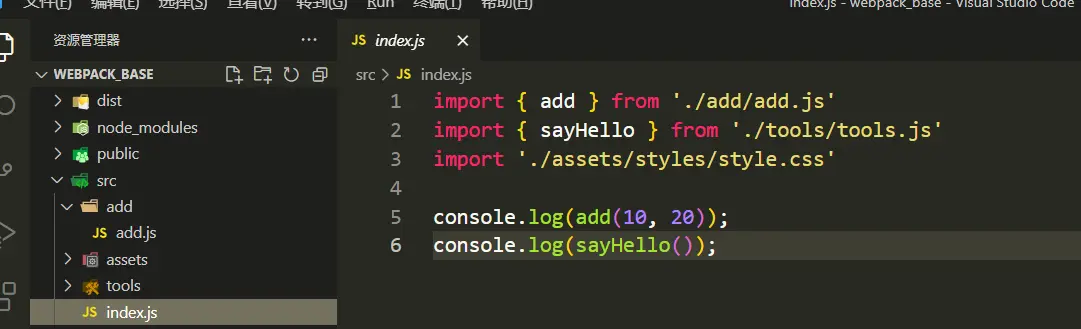 文件(F) 编辑(E) 选择(S) 查看(V) 转到(G) Run 终端(T) 帮助(H) index.js - webpack_base - Visual Studio Code
资源管理器 ···
WEBPACK_BASE
dist
node_modules
public
src
add
JS add.js
assets
tools
JS index.js
JS index.js
src > JS index.js
1 import { add } from './add/add.js'
2 import { sayHello } from './tools/tools.js'
3 import './assets/styles/style.css'
4
5 console.log(add(10, 20));
6 console.log(sayHello());